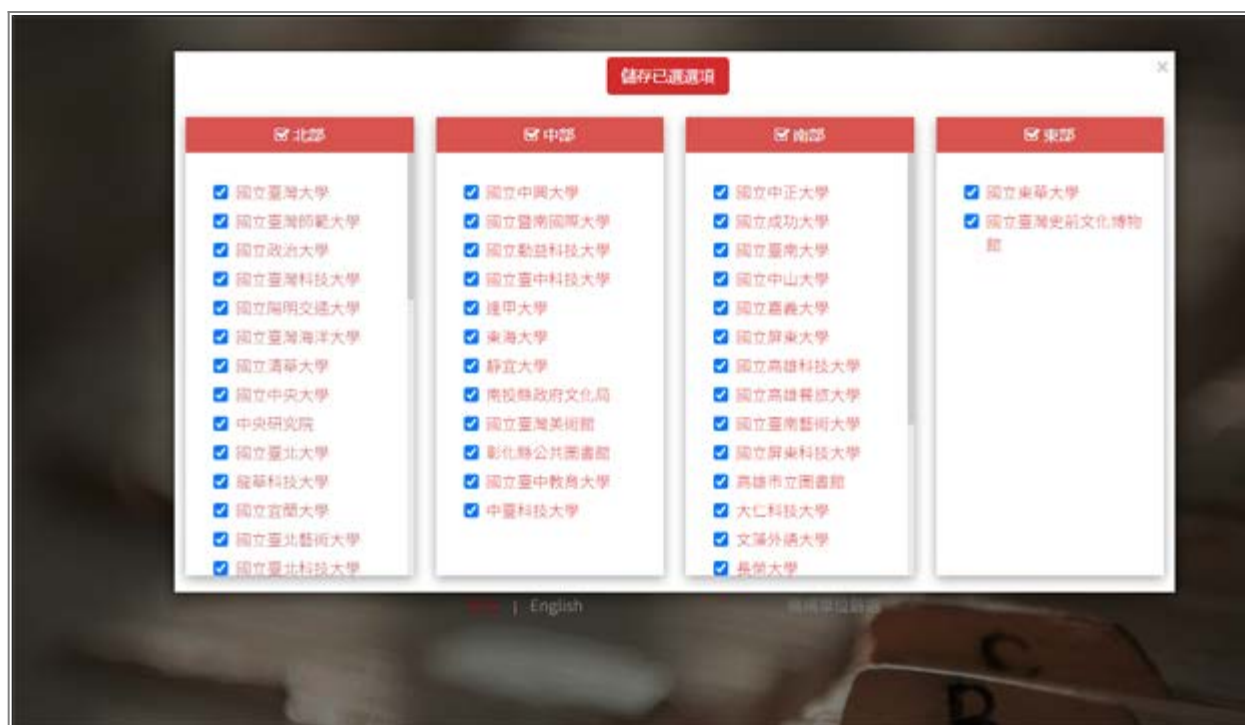 儲存已選選項
×
北部
國立臺灣大學
國立臺灣師範大學
國立政治大學
國立臺灣科技大學
國立陽明交通大學
國立臺灣海洋大學
國立清華大學
國立中央大學
中央研究院
國立臺北大學
龍華科技大學
國立宜蘭大學
國立臺北藝術大學
國立臺北科技大學
中部
國立中興大學
國立暨南國際大學
國立勤益科技大學
國立臺中科技大學
逢甲大學
東海大學
靜宜大學
南投縣政府文化局
國立臺灣美術館
彰化縣公共圖書館
國立臺中教育大學
中臺科技大學
南部
國立中正大學
國立成功大學
國立臺南大學
國立中山大學
國立嘉義大學
國立屏東大學
國立高雄科技大學
國立高雄餐旅大學
國立臺南藝術大學
國立屏東科技大學
高雄市立圖書館
大仁科技大學
文藻外語大學
長榮大學
東部
國立東華大學
國立臺灣史前文化博物
館
| English
C
B